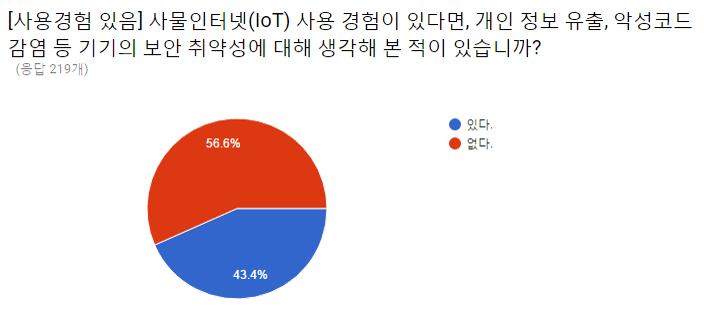 [사용경험 있음] 사물인터넷(IoT) 사용 경험이 있다면, 개인 정보 유출, 악성코드
감염 등 기기의 보안 취약성에 대해 생각해 본 적이 있습니까?
(응답 219개)
있다.
없다.
56.6%
43.4%